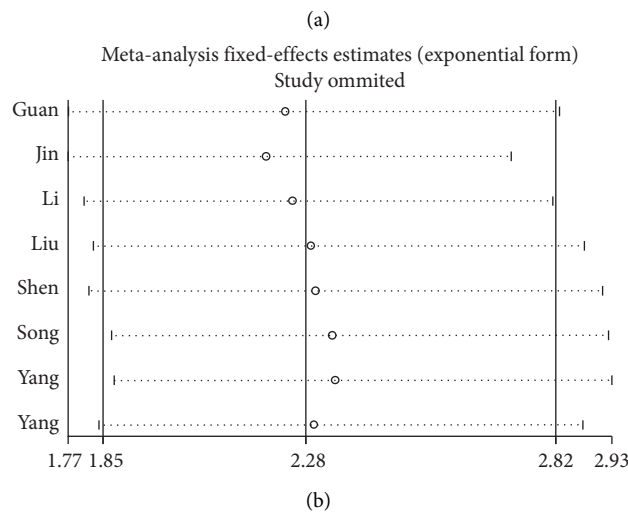 (a)
Meta-analysis fixed-effects estimates (exponential form)
Study ommited
Guan
Jin
Li
Liu
Shen
Song
Yang
Yang
1.77 1.85 2.28 2.82 2.93
(b)